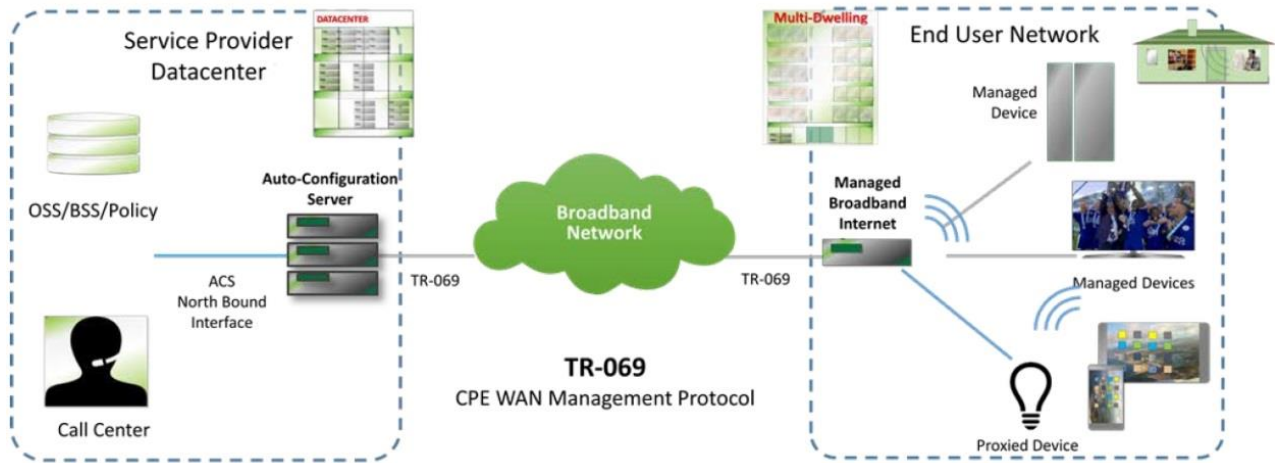 Service Provider
Datacenter
DATACENTER
OSS/BSS/Policy
Auto-Configuration
Server
ACS
North Bound
Interface
Call Center
TR-069
Broadband
Network
TR-069
TR-069
CPE WAN Management Protocol
Multi-Dwelling
End User Network
Managed
Device
Managed
Broadband
Internet
Managed Devices
Proxied Device